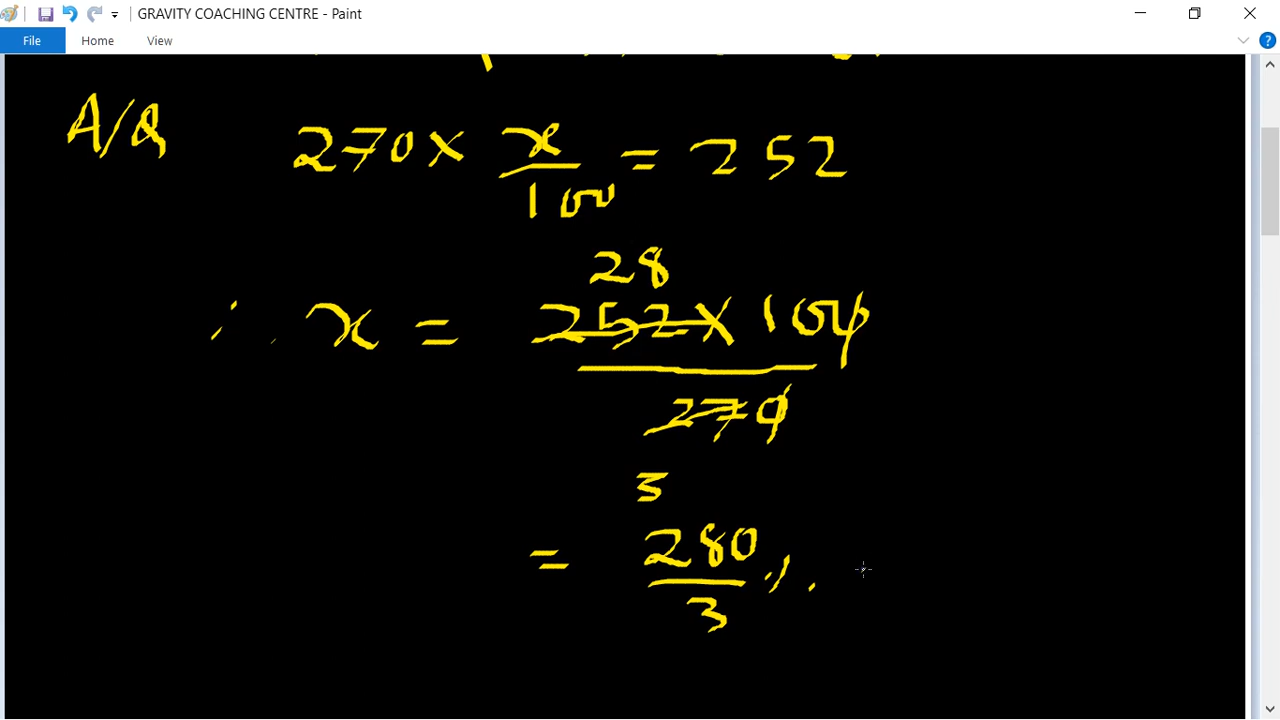 GRAVITY COACHING CENTRE - Paint
File Home View
A/Q 270 × x/100 = 252
28
∴ x = 252 × 100
270
3
= 280/3 %.